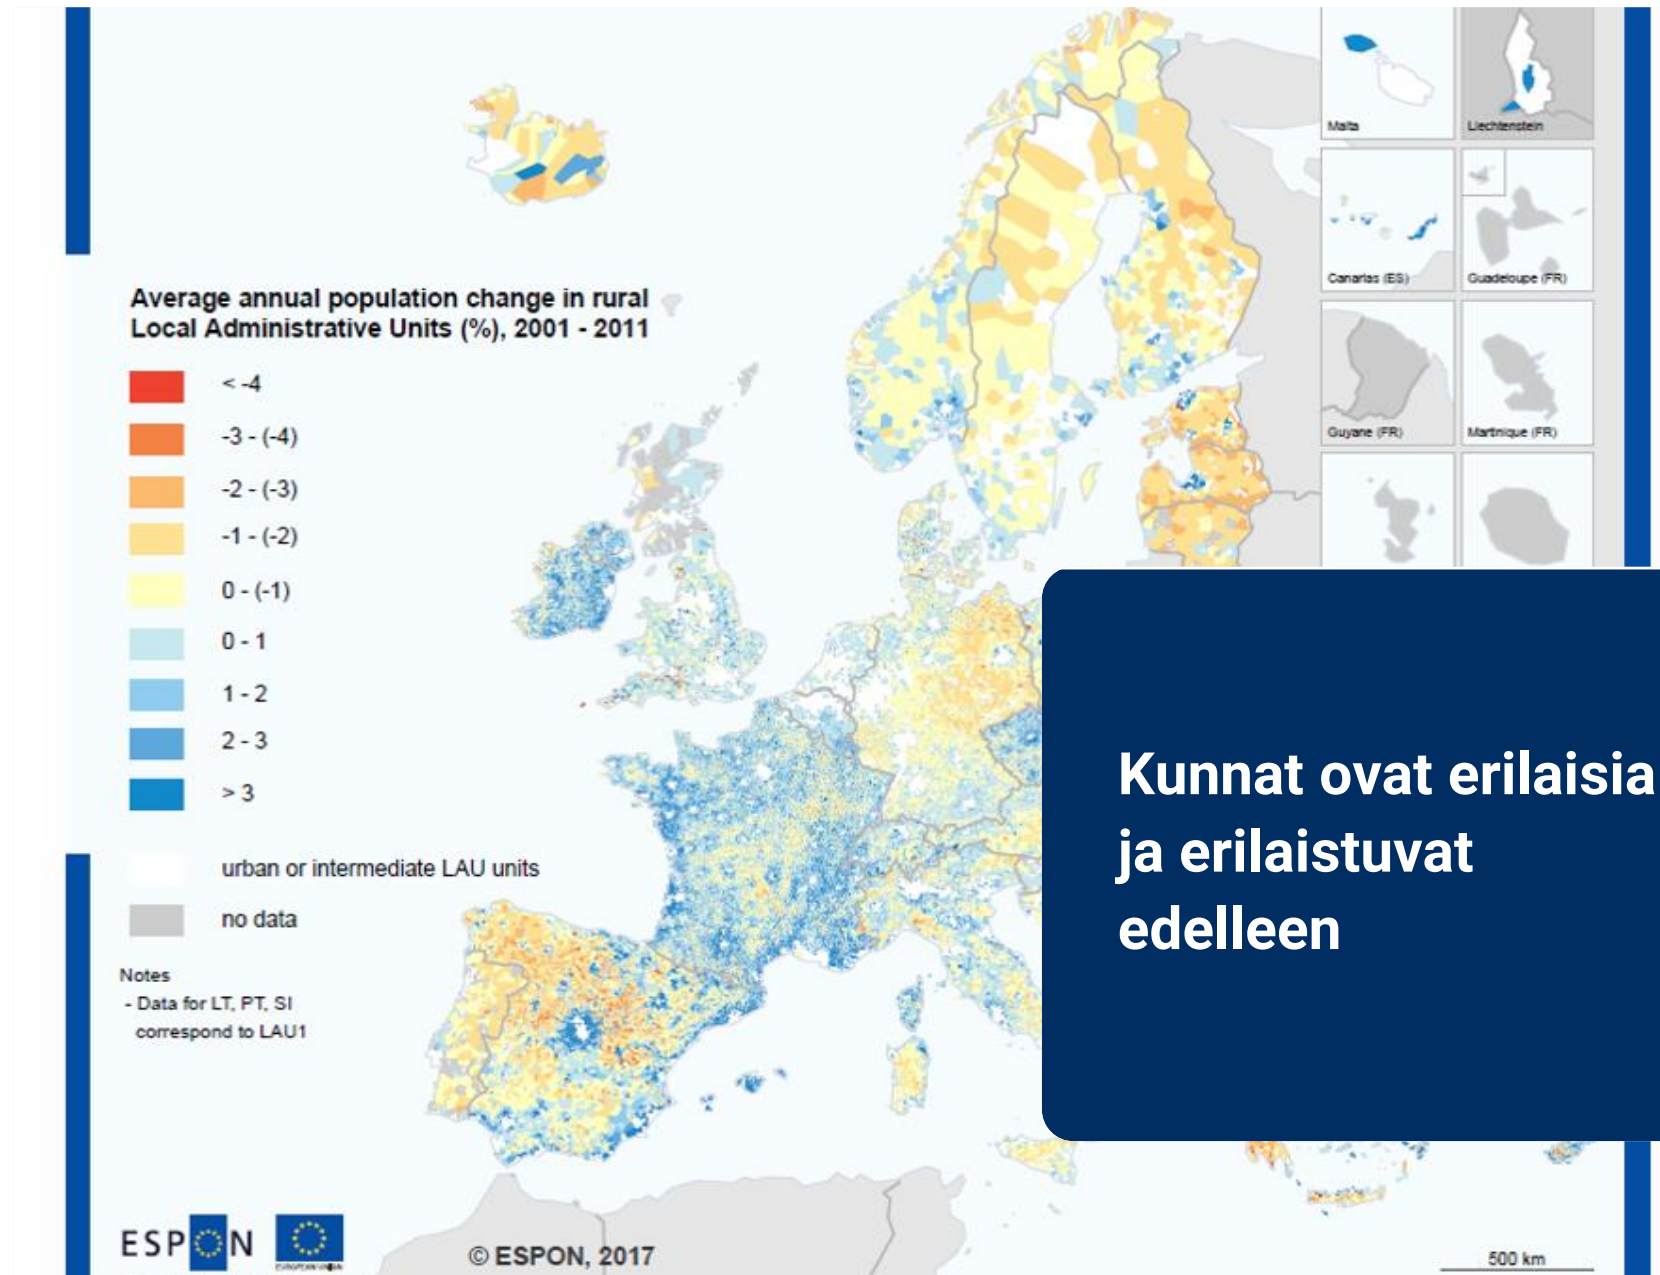 Malta
Liechtenstein
Canarias (ES)
Guadeloupe (FR)
Average annual population change in rural
Local Administrative Units (%), 2001 - 2011
< -4
-3 - (-4)
-2 - (-3)
-1 - (-2)
0 - (-1)
0 - 1
1 - 2
2 - 3
> 3
urban or intermediate LAU units
no data
Guyane (FR)
Martinique (FR)
Notes
- Data for LT, PT, SI
correspond to LAU1
Kunnat ovat erilaisia
ja erilaistuvat
edelleen
ESPON
EUROPEAN UNION
© ESPON, 2017
500 km